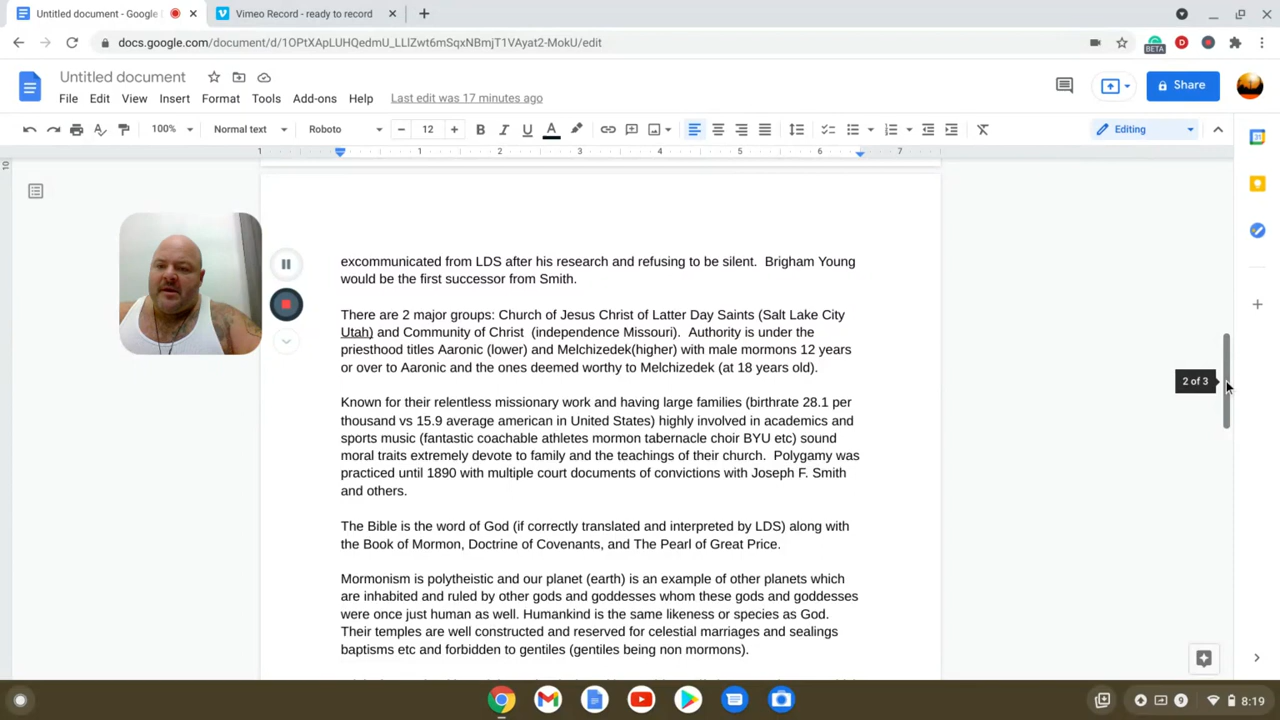 Untitled document - Google
Vimeo Record - ready to record
docs.google.com/document/d/1OPtXApLUHQedmU_LLlZwt6mSqxNBmjT1VAyat2-MokU/edit
BETA
Untitled document
File Edit View Insert Format Tools Add-ons Help Last edit was 17 minutes ago
Share
100% Normal text Roboto 12 Editing
1 1 2 3 4 5 6 7
10
31
excommunicated from LDS after his research and refusing to be silent.  Brigham Young
would be the first successor from Smith.
There are 2 major groups: Church of Jesus Christ of Latter Day Saints (Salt Lake City
Utah) and Community of Christ  (independence Missouri).  Authority is under the
priesthood titles Aaronic (lower) and Melchizedek(higher) with male mormons 12 years
or over to Aaronic and the ones deemed worthy to Melchizedek (at 18 years old).
Known for their relentless missionary work and having large families (birthrate 28.1 per
thousand vs 15.9 average american in United States) highly involved in academics and
sports music (fantastic coachable athletes mormon tabernacle choir BYU etc) sound
moral traits extremely devote to family and the teachings of their church.  Polygamy was
practiced until 1890 with multiple court documents of convictions with Joseph F. Smith
and others.
The Bible is the word of God (if correctly translated and interpreted by LDS) along with
the Book of Mormon, Doctrine of Covenants, and The Pearl of Great Price.
Mormonism is polytheistic and our planet (earth) is an example of other planets which
are inhabited and ruled by other gods and goddesses whom these gods and goddesses
were once just human as well. Humankind is the same likeness or species as God.
Their temples are well constructed and reserved for celestial marriages and sealings
baptisms etc and forbidden to gentiles (gentiles being non mormons).
2 of 3
9
8:19